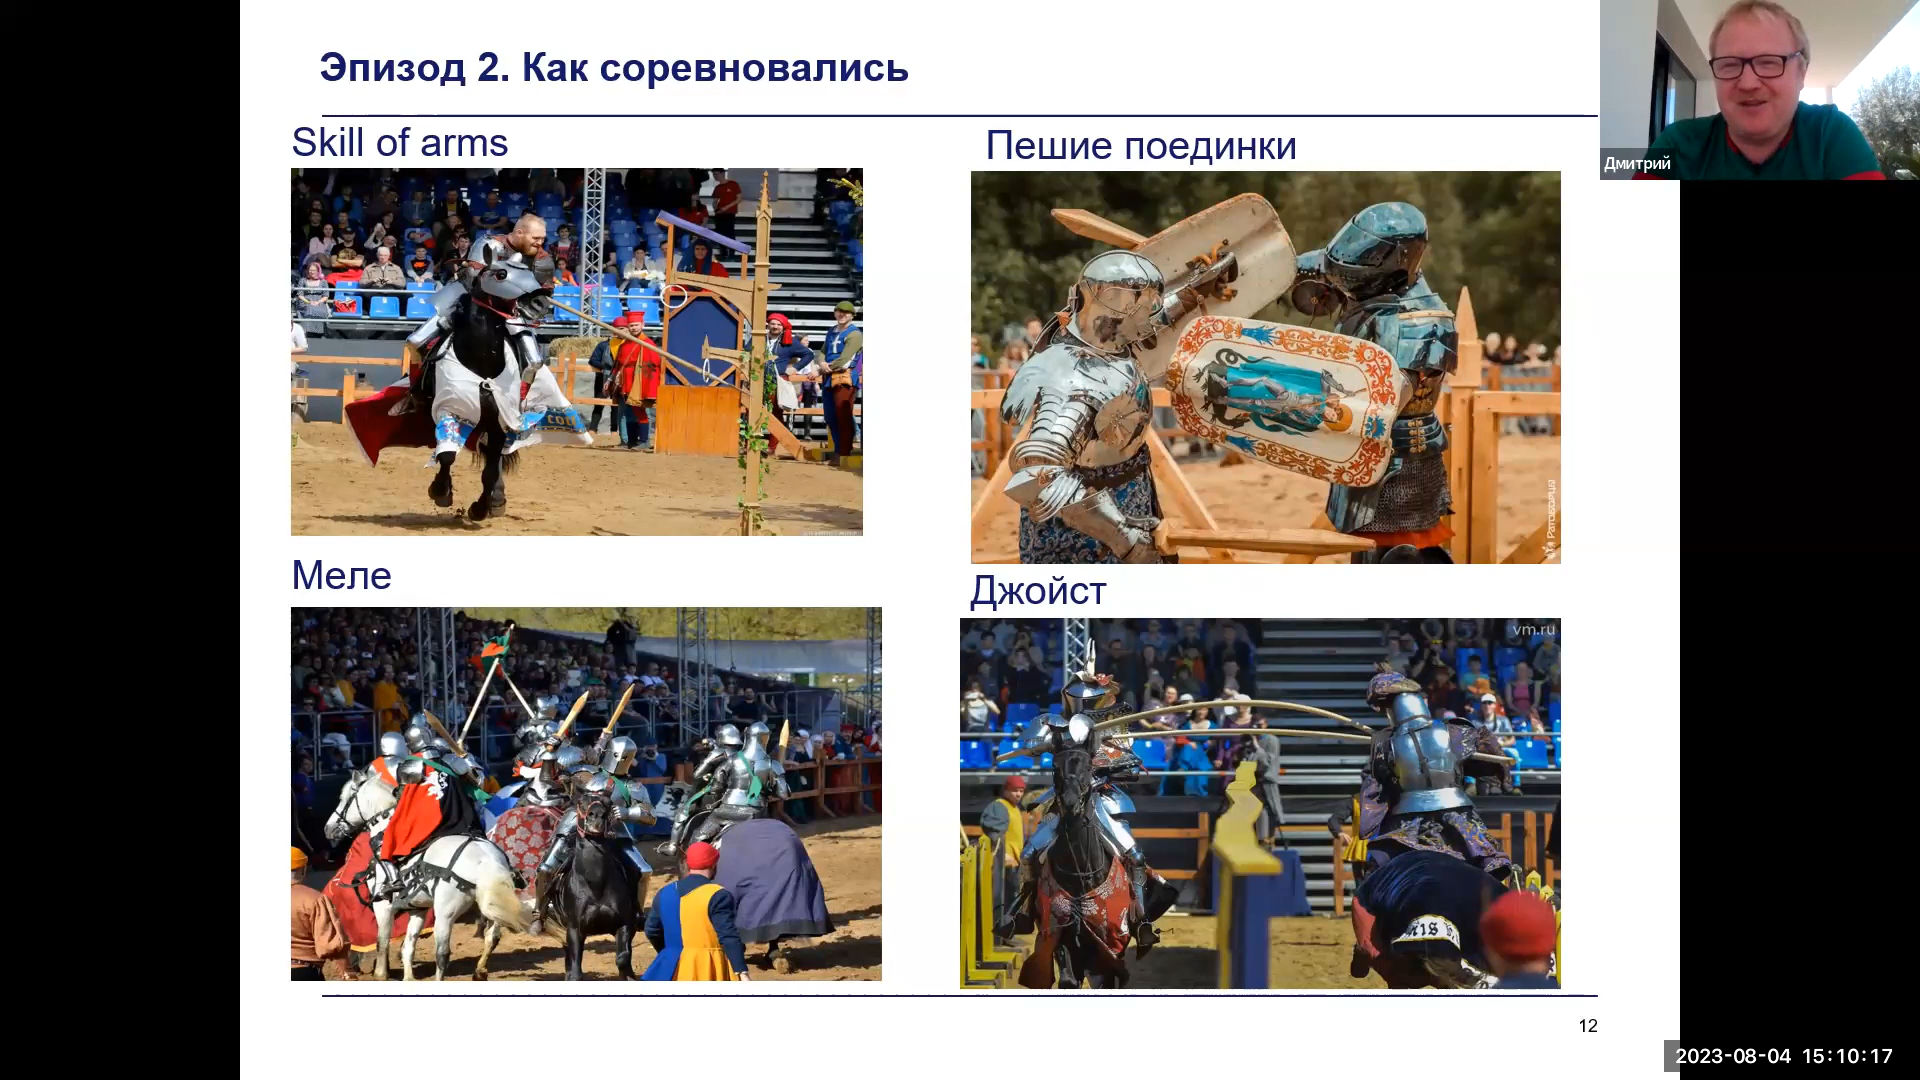 Эпизод 2. Как соревновались
Skill of arms
Пешие поединки
Дмитрий
Меле
Джойст
vm.ru
12
2023-08-04 15:10:17